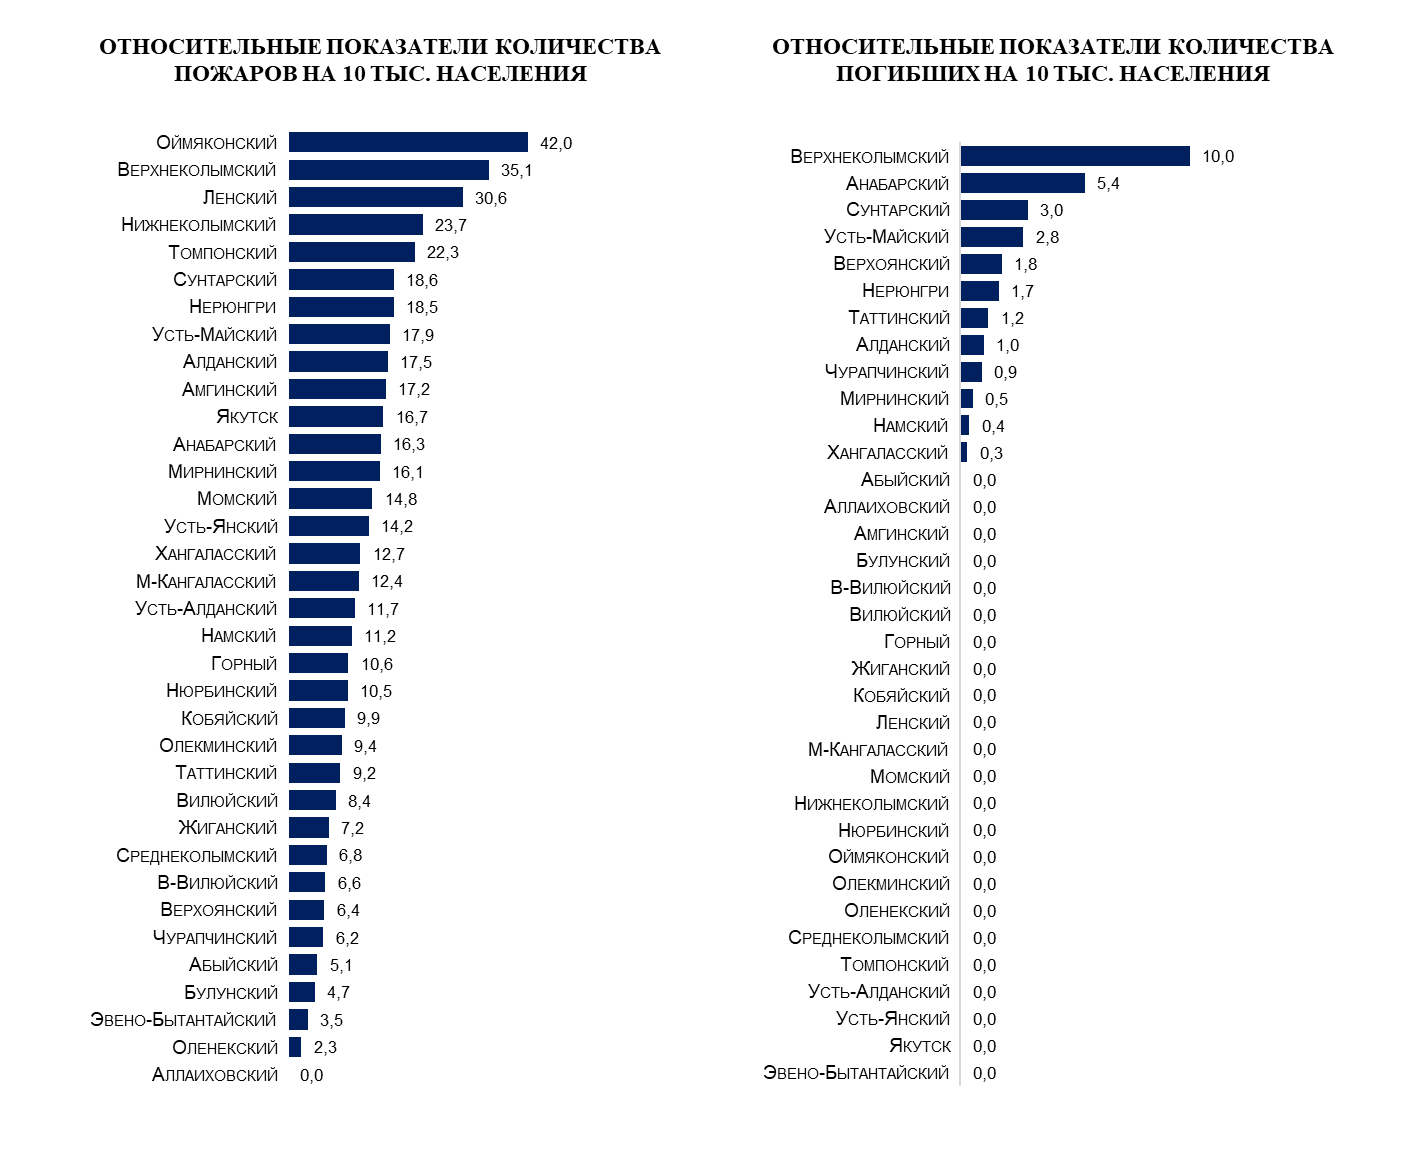 ОТНОСИТЕЛЬНЫЕ ПОКАЗАТЕЛИ КОЛИЧЕСТВА
ПОЖАРОВ НА 10 ТЫС. НАСЕЛЕНИЯ
ОЙМЯКОНСКИЙ 42,0
ВЕРХНЕКОЛЫМСКИЙ 35,1
ЛЕНСКИЙ 30,6
НИЖНЕКОЛЫМСКИЙ 23,7
ТОМПОНСКИЙ 22,3
СУНТАРСКИЙ 18,6
НЕРЮНГРИ 18,5
УСТЬ-МАЙСКИЙ 17,9
АЛДАНСКИЙ 17,5
АМГИНСКИЙ 17,2
ЯКУТСК 16,7
АНАБАРСКИЙ 16,3
МИРНИНСКИЙ 16,1
МОМСКИЙ 14,8
УСТЬ-ЯНСКИЙ 14,2
ХАНГАЛАССКИЙ 12,7
М-КАНГАЛАССКИЙ 12,4
УСТЬ-АЛДАНСКИЙ 11,7
НАМСКИЙ 11,2
ГОРНЫЙ 10,6
НЮРБИНСКИЙ 10,5
КОБЯЙСКИЙ 9,9
ОЛЕКМИНСКИЙ 9,4
ТАТТИНСКИЙ 9,2
ВИЛЮЙСКИЙ 8,4
ЖИГАНСКИЙ 7,2
СРЕДНЕКОЛЫМСКИЙ 6,8
В-ВИЛЮЙСКИЙ 6,6
ВЕРХОЯНСКИЙ 6,4
ЧУРАПЧИНСКИЙ 6,2
АБЫЙСКИЙ 5,1
БУЛУНСКИЙ 4,7
ЭВЕНО-БЫТАНТАЙСКИЙ 3,5
ОЛЕНЕКСКИЙ 2,3
АЛЛАИХОВСКИЙ 0,0
ОТНОСИТЕЛЬНЫЕ ПОКАЗАТЕЛИ КОЛИЧЕСТВА
ПОГИБШИХ НА 10 ТЫС. НАСЕЛЕНИЯ
ВЕРХНЕКОЛЫМСКИЙ 10,0
АНАБАРСКИЙ 5,4
СУНТАРСКИЙ 3,0
УСТЬ-МАЙСКИЙ 2,8
ВЕРХОЯНСКИЙ 1,8
НЕРЮНГРИ 1,7
ТАТТИНСКИЙ 1,2
АЛДАНСКИЙ 1,0
ЧУРАПЧИНСКИЙ 0,9
МИРНИНСКИЙ 0,5
НАМСКИЙ 0,4
ХАНГАЛАССКИЙ 0,3
АБЫЙСКИЙ 0,0
АЛЛАИХОВСКИЙ 0,0
АМГИНСКИЙ 0,0
БУЛУНСКИЙ 0,0
В-ВИЛЮЙСКИЙ 0,0
ВИЛЮЙСКИЙ 0,0
ГОРНЫЙ 0,0
ЖИГАНСКИЙ 0,0
КОБЯЙСКИЙ 0,0
ЛЕНСКИЙ 0,0
М-КАНГАЛАССКИЙ 0,0
МОМСКИЙ 0,0
НИЖНЕКОЛЫМСКИЙ 0,0
НЮРБИНСКИЙ 0,0
ОЙМЯКОНСКИЙ 0,0
ОЛЕКМИНСКИЙ 0,0
ОЛЕНЕКСКИЙ 0,0
СРЕДНЕКОЛЫМСКИЙ 0,0
ТОМПОНСКИЙ 0,0
УСТЬ-АЛДАНСКИЙ 0,0
УСТЬ-ЯНСКИЙ 0,0
ЯКУТСК 0,0
ЭВЕНО-БЫТАНТАЙСКИЙ 0,0